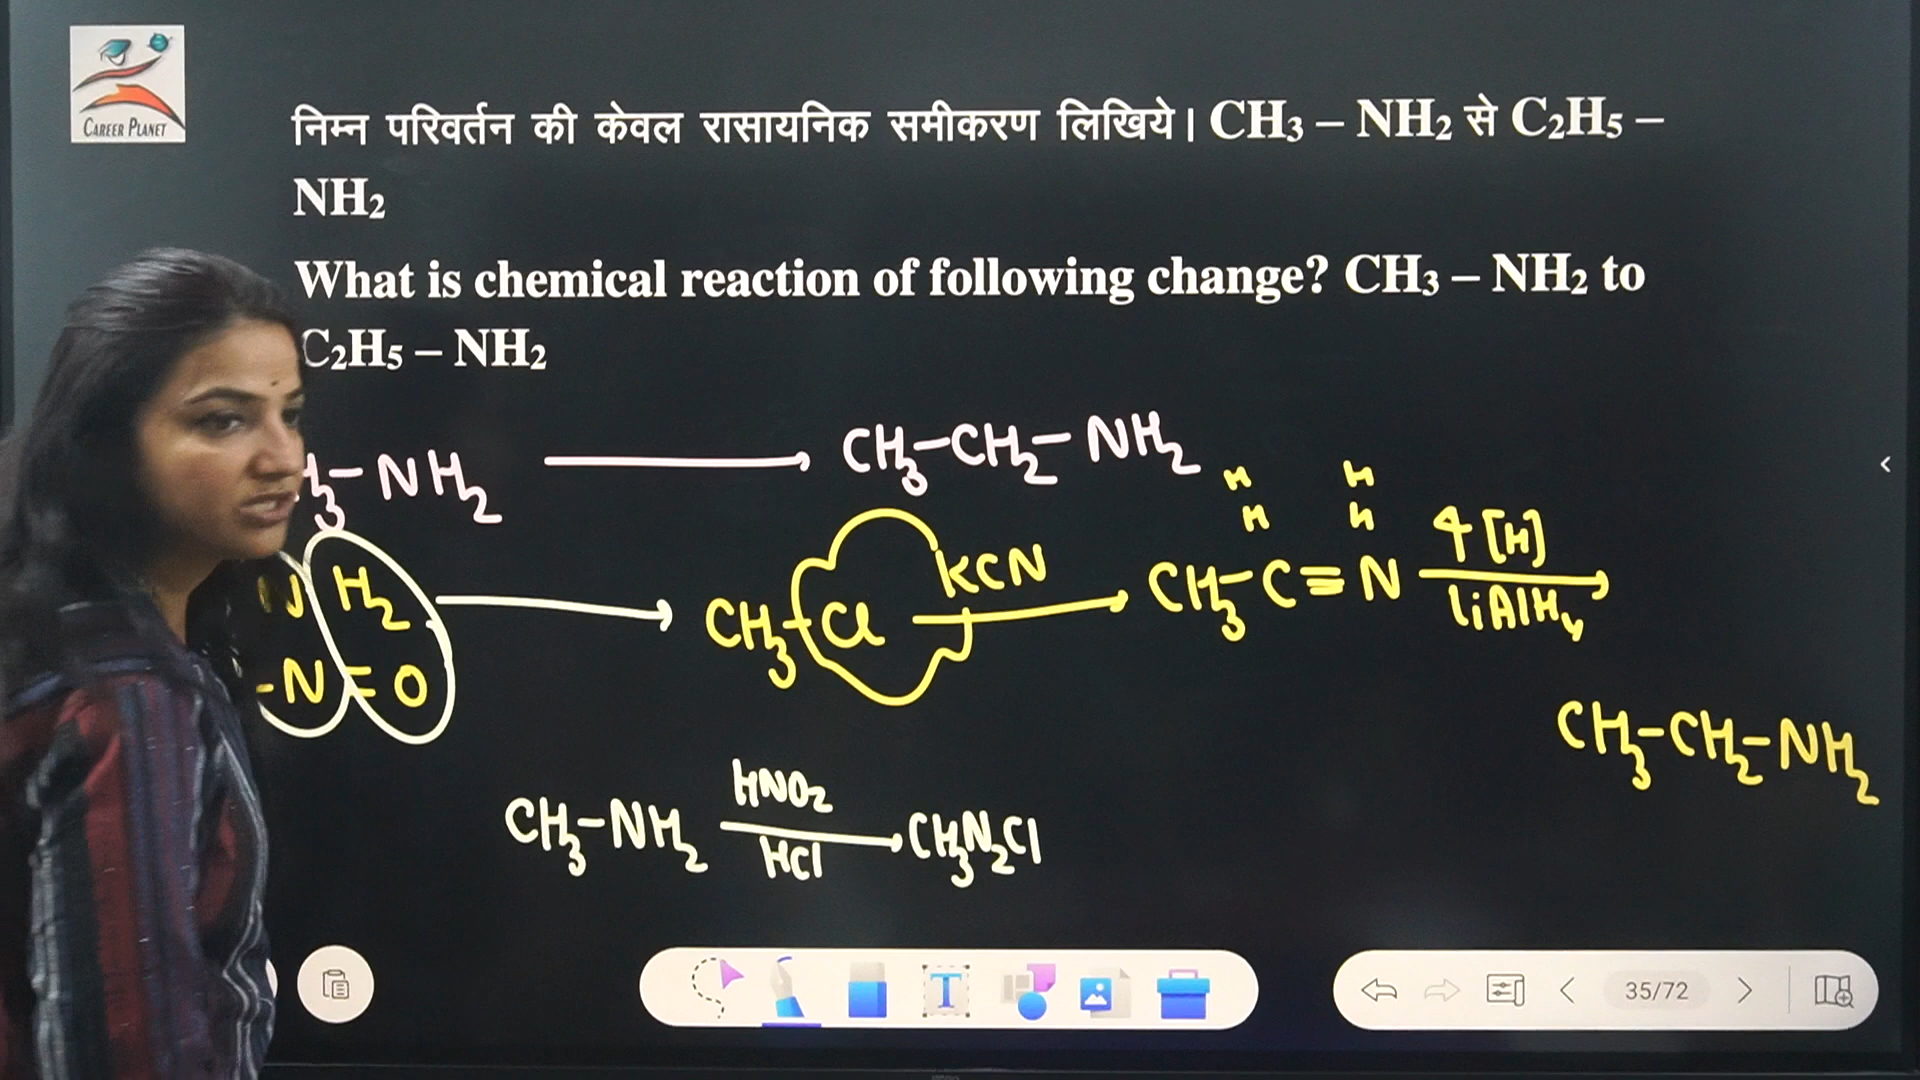 CAREER PLANET
निम्न परिवर्तन की केवल रासायनिक समीकरण लिखिये। CH₃ – NH₂ से C₂H₅ –
NH₂
What is chemical reaction of following change? CH₃ – NH₂ to
C₂H₅ – NH₂
₃-NH₂ → CH₃-CH₂-NH₂
H H
H H
N H₂ → CH₃-Cl KCN → CH₃-C≡N 4[H] LiAlH₄ →
-N=O
CH₃-CH₂-NH₂
CH₃-NH₂ HNO₂ HCl → CH₃N₂Cl
35/72